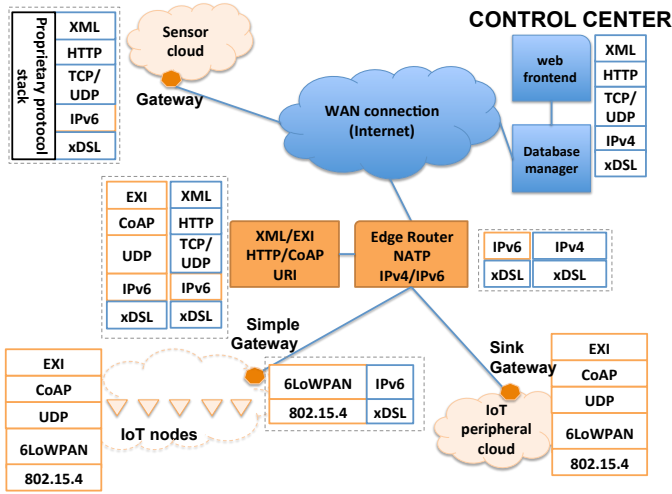 CONTROL CENTER
Proprietary protocol
stack
XML
HTTP
TCP/
UDP
IPv6
xDSL
Sensor
cloud
Gateway
WAN connection
(Internet)
web
frontend
Database
manager
XML
HTTP
TCP/
UDP
IPv4
xDSL
EXI
CoAP
UDP
IPv6
xDSL
XML
HTTP
TCP/
UDP
IPv6
xDSL
XML/EXI
HTTP/CoAP
URI
Edge Router
NATP
IPv4/IPv6
IPv6
IPv4
xDSL
xDSL
Simple
Gateway
EXI
CoAP
UDP
6LoWPAN
802.15.4
IoT nodes
6LoWPAN
IPv6
802.15.4
xDSL
Sink
Gateway
IoT
peripheral
cloud
EXI
CoAP
UDP
6LoWPAN
802.15.4